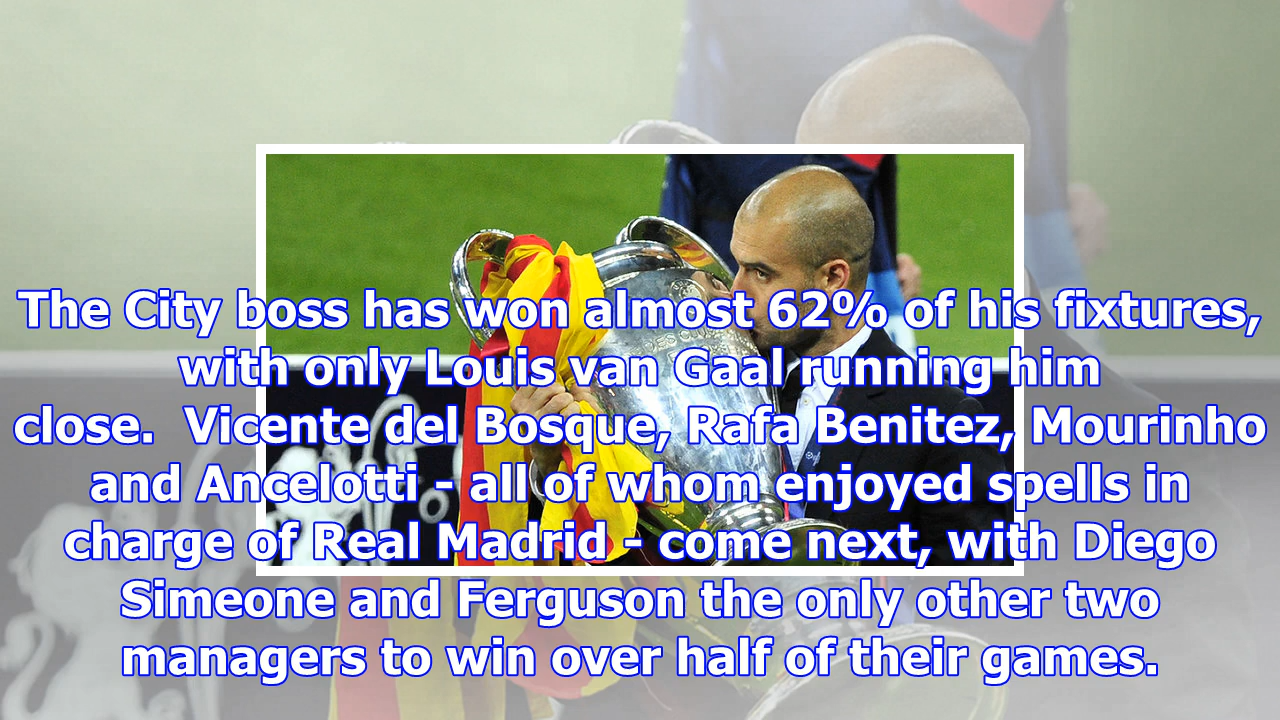 The City boss has won almost 62% of his fixtures,
with only Louis van Gaal running him
close.  Vicente del Bosque, Rafa Benitez, Mourinho
and Ancelotti - all of whom enjoyed spells in
charge of Real Madrid - come next, with Diego
Simeone and Ferguson the only other two
managers to win over half of their games.